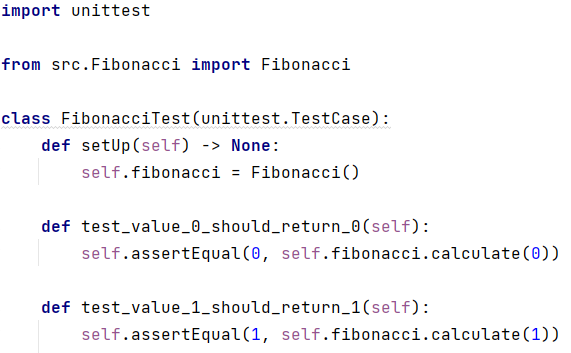 import unittest
from src.Fibonacci import Fibonacci
class FibonacciTest(unittest.TestCase):
    def setUp(self) -> None:
        self.fibonacci = Fibonacci()
    def test_value_0_should_return_0(self):
        self.assertEqual(0, self.fibonacci.calculate(0))
    def test_value_1_should_return_1(self):
        self.assertEqual(1, self.fibonacci.calculate(1))